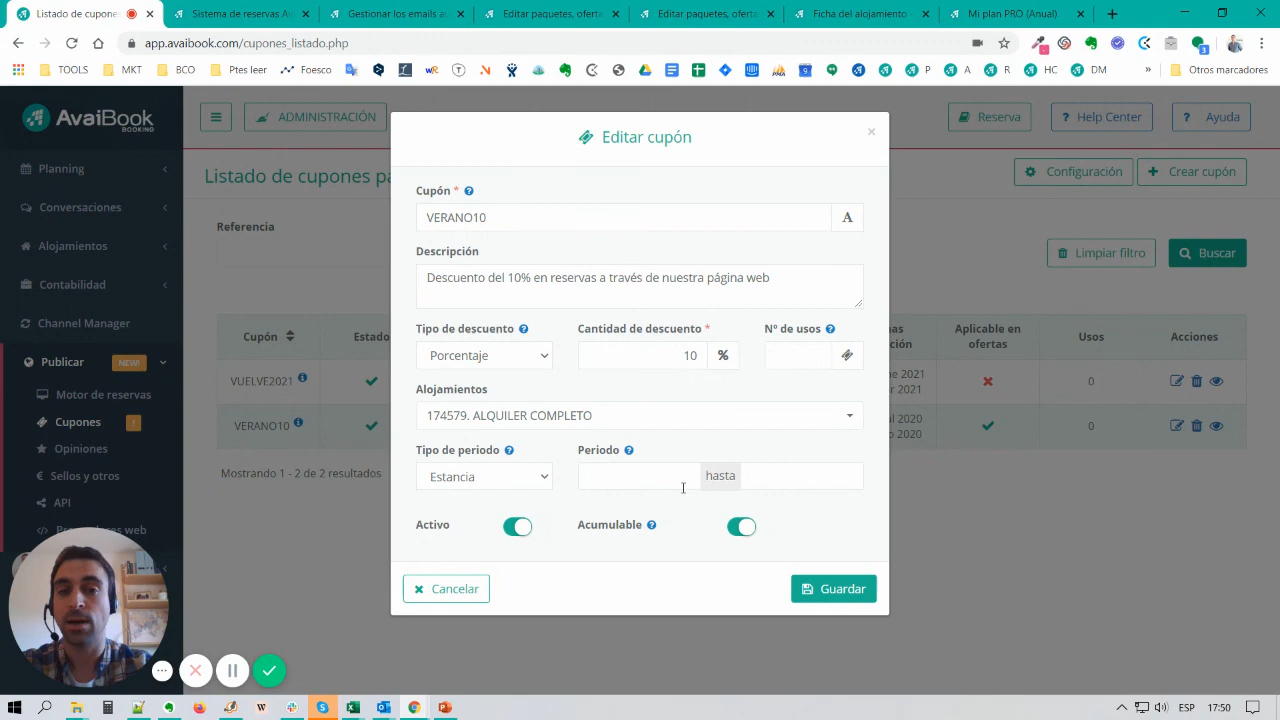 Listado de cupones
Sistema de reservas A
Gestionar los emails a
Editar paquetes, oferta
Editar paquetes, oferta
Ficha del alojamiento
Mi plan PRO (Anual)
app.avaibook.com/cupones_listado.php
TOOLS
MKT
BCO
Ptes leer
Foesco
P
A
R
HC
DM
»
Otros marcadores
AvaiBook
BOOKING
ADMINISTRACIÓN
Reserva
? Help Center
? Ayuda
Planning
Conversaciones
Alojamientos
Contabilidad
Channel Manager
Publicar NEW!
Motor de reservas
Cupones !
Opiniones
Sellos y otros
API
web
Listado de cupones pa
Configuración
+ Crear cupón
Referencia
Limpiar filtro
Buscar
Cupón
Estado
Aplicable en
ofertas
Usos
Acciones
VUELVE2021
2021
2021
0
VERANO10
2020
2020
0
Mostrando 1 - 2 de 2 resultados
Editar cupón
×
Cupón *
VERANO10
A
Descripción
Descuento del 10% en reservas a través de nuestra página web
Tipo de descuento
Cantidad de descuento *
Nº de usos
Porcentaje
10
%
Alojamientos
174579. ALQUILER COMPLETO
Tipo de periodo
Periodo
Estancia
hasta
Activo
Acumulable
Cancelar
Guardar
ESP
17:50